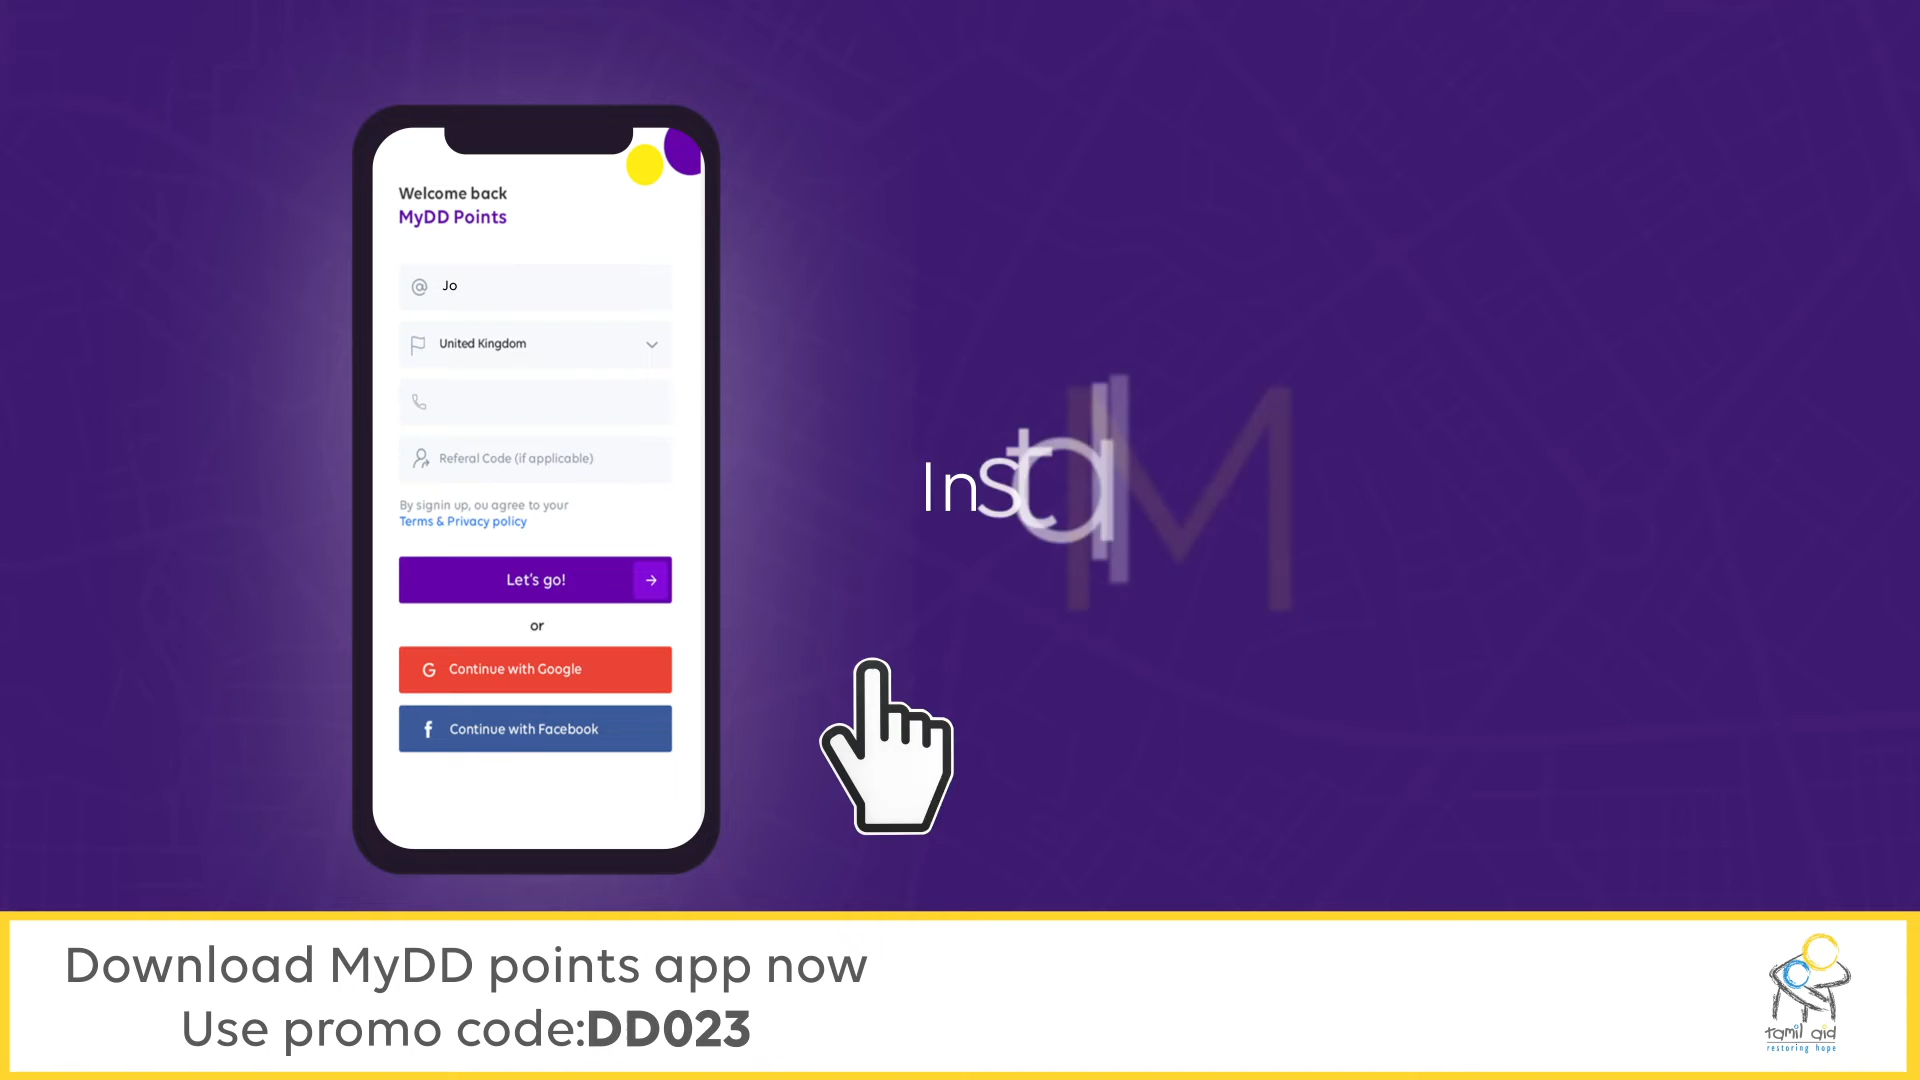 Welcome back
MyDD Points
@ Jo
United Kingdom
Referal Code (if applicable)
By signin up, ou agree to your
Terms & Privacy policy
Let's go!
or
G Continue with Google
f Continue with Facebook
Install M
Download MyDD points app now
Use promo code:DD023
tamil aid
restoring hope